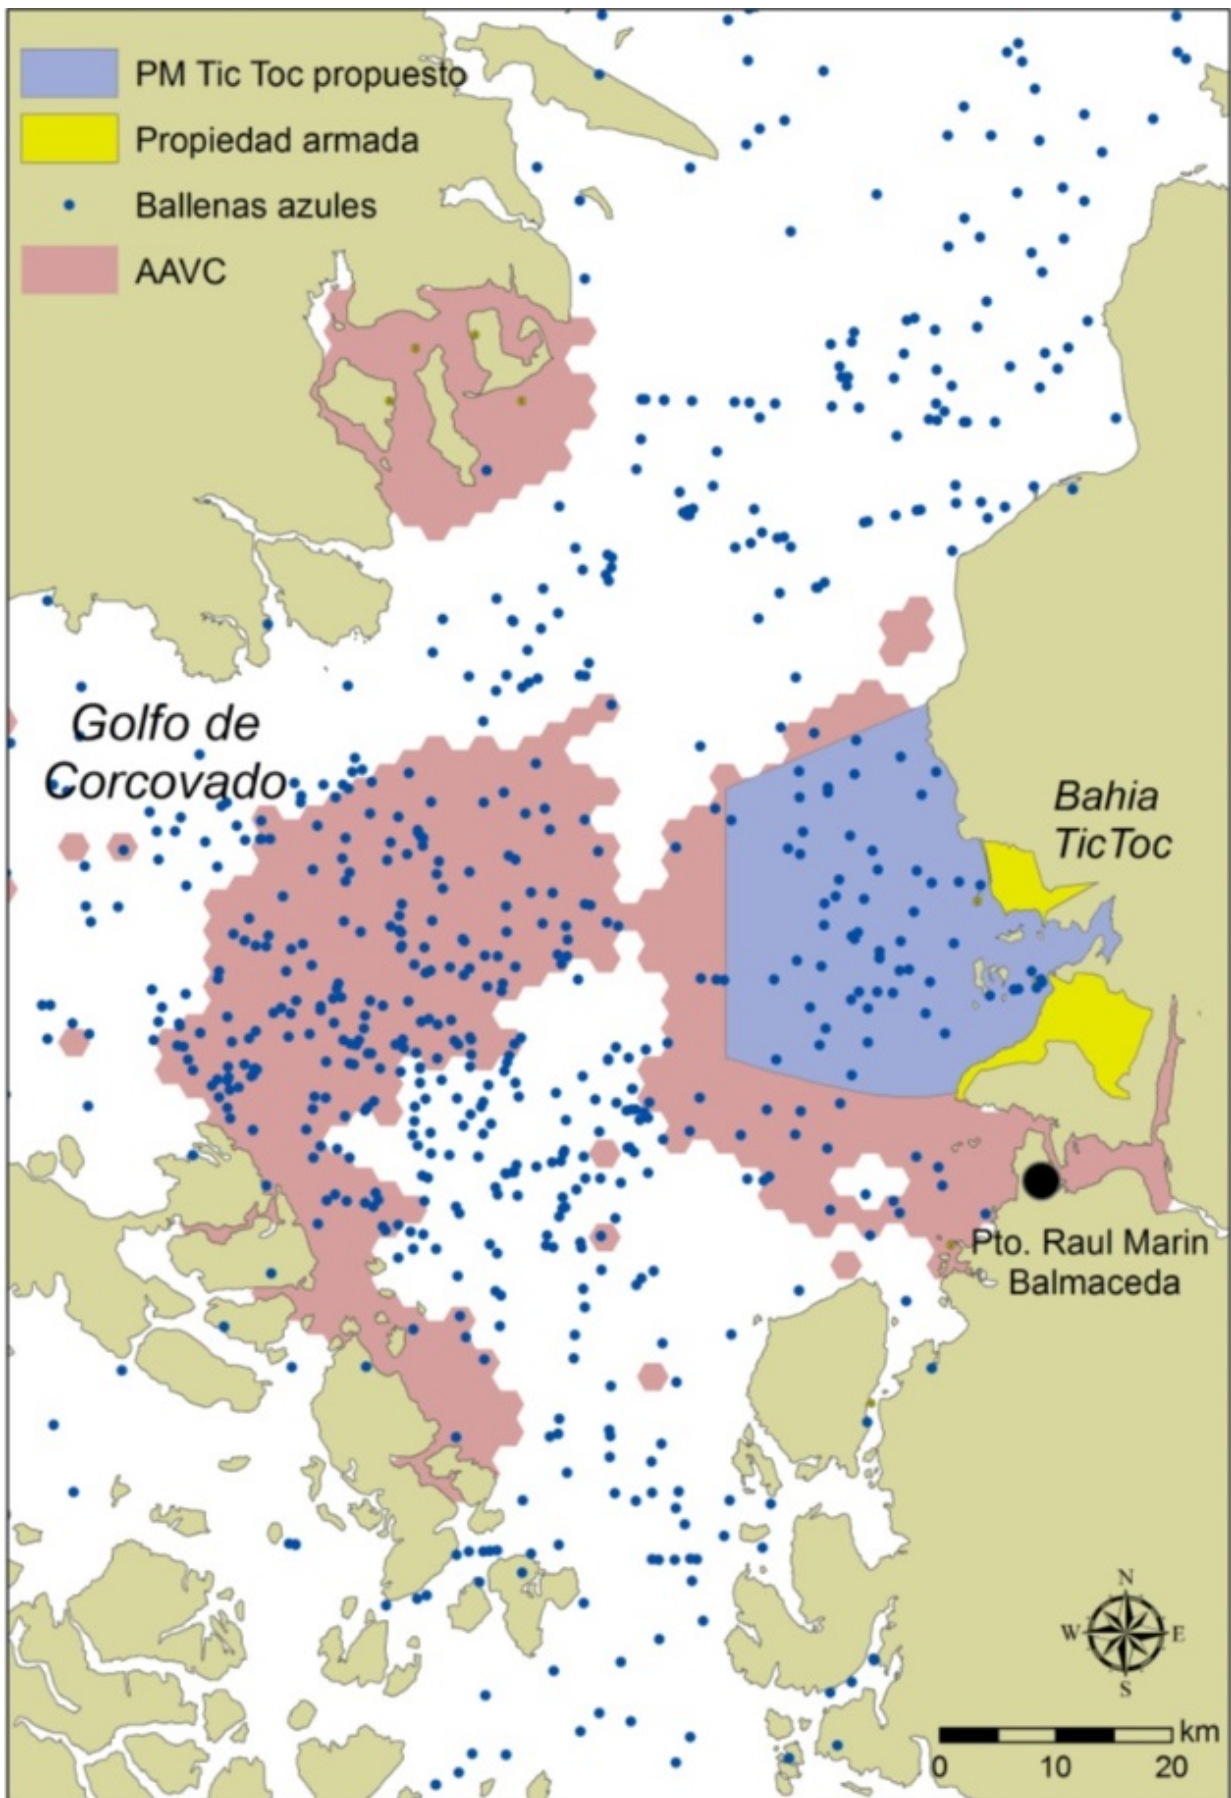 PM Tic Toc propuesto
Propiedad armada
Ballenas azules
AAVC
Golfo de
Corcovado
Bahia
TicToc
Pto. Raul Marin
Balmaceda
N
W E
S
km
0 10 20